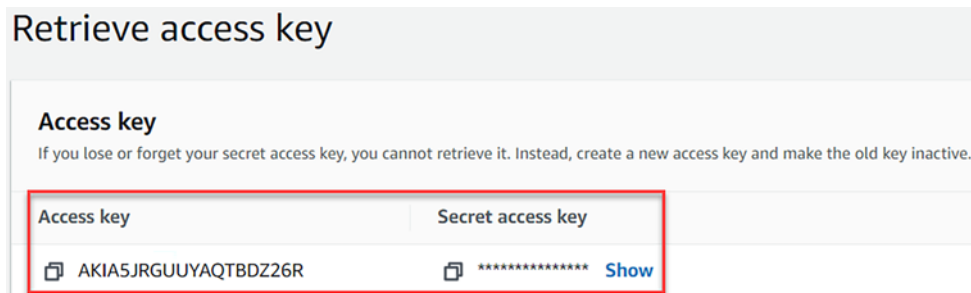 Retrieve access key
Access key
If you lose or forget your secret access key, you cannot retrieve it. Instead, create a new access key and make the old key inactive.
Access key Secret access key
AKIA5JRGUUYAQTBDZ26R *************** Show